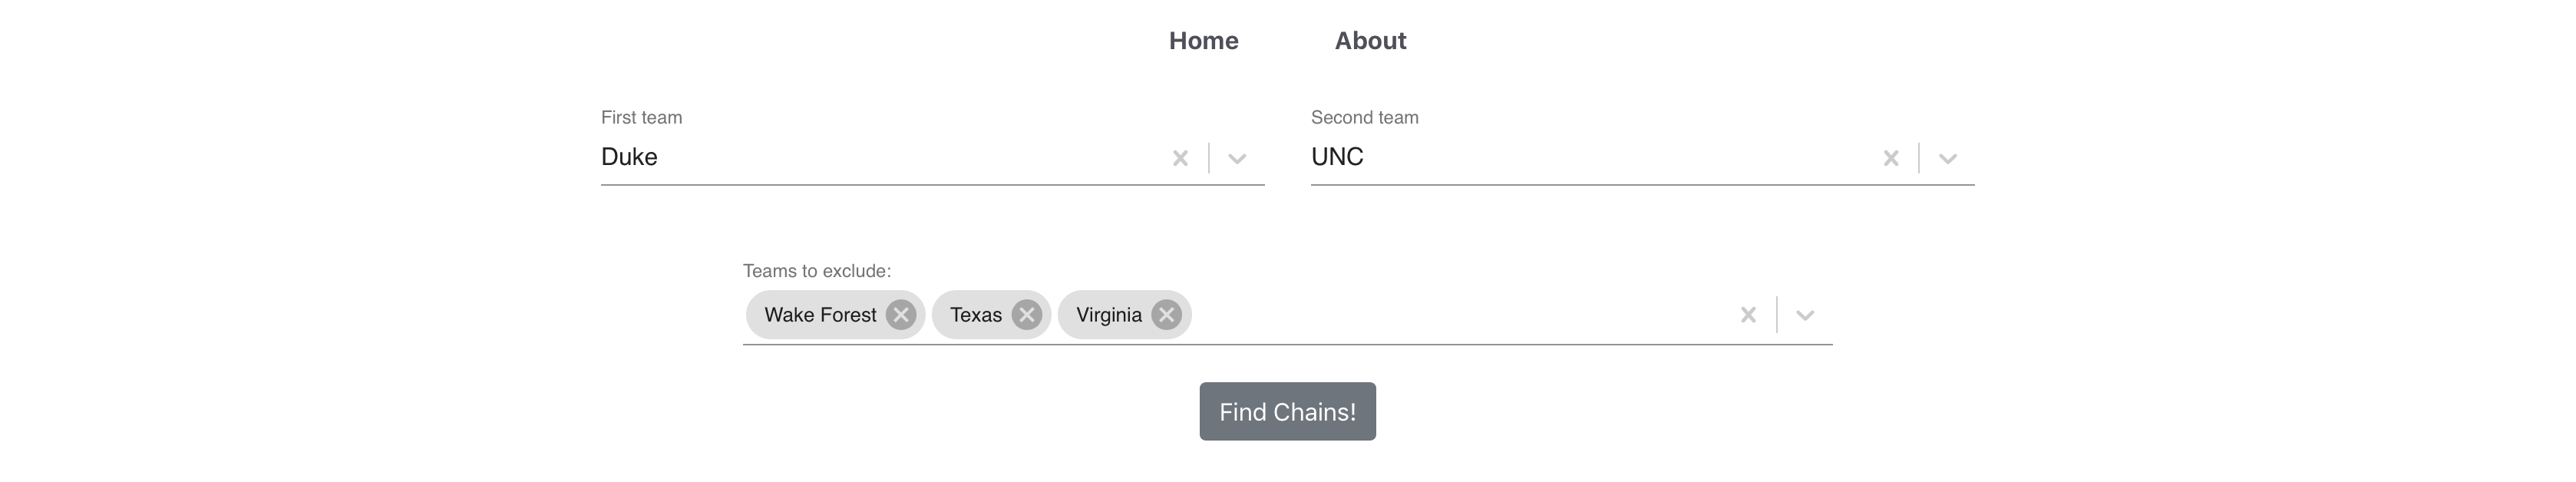 Home About
First team Second team
Duke UNC
Teams to exclude:
Wake Forest Texas Virginia
Find Chains!